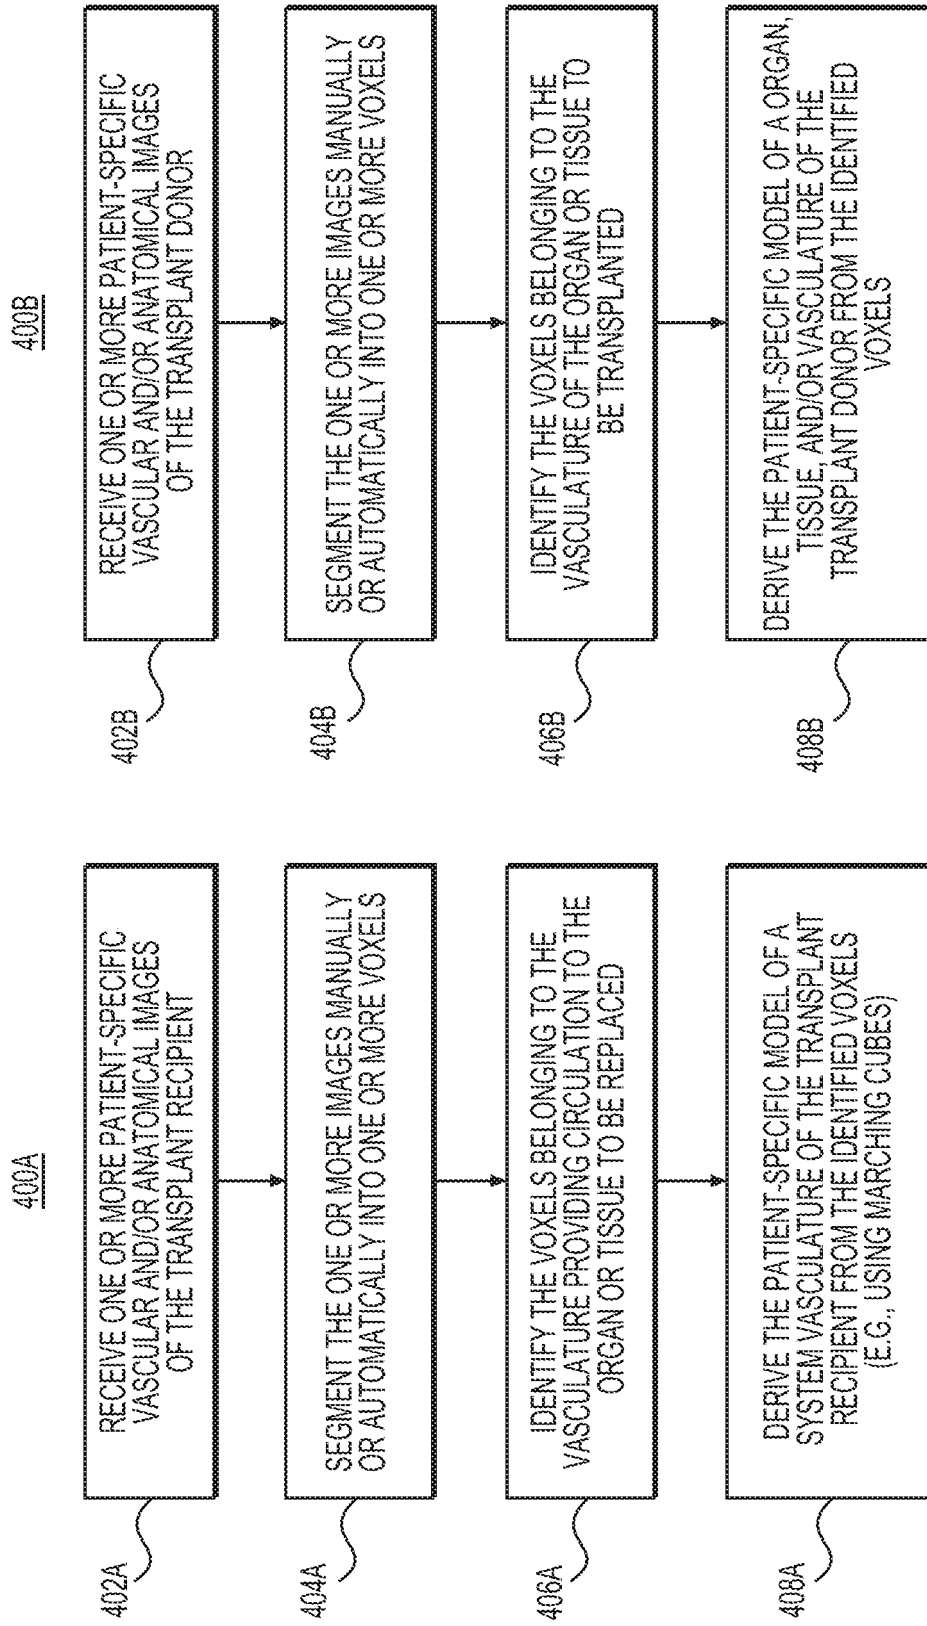 400A
402A
RECEIVE ONE OR MORE PATIENT-SPECIFIC
VASCULAR AND/OR ANATOMICAL IMAGES
OF THE TRANSPLANT RECIPIENT
404A
SEGMENT THE ONE OR MORE IMAGES MANUALLY
OR AUTOMATICALLY INTO ONE OR MORE VOXELS
406A
IDENTIFY THE VOXELS BELONGING TO THE
VASCULATURE PROVIDING CIRCULATION TO THE
ORGAN OR TISSUE TO BE REPLACED
408A
DERIVE THE PATIENT-SPECIFIC MODEL OF A
SYSTEM VASCULATURE OF THE TRANSPLANT
RECIPIENT FROM THE IDENTIFIED VOXELS
(E.G., USING MARCHING CUBES)
400B
402B
RECEIVE ONE OR MORE PATIENT-SPECIFIC
VASCULAR AND/OR ANATOMICAL IMAGES
OF THE TRANSPLANT DONOR
404B
SEGMENT THE ONE OR MORE IMAGES MANUALLY
OR AUTOMATICALLY INTO ONE OR MORE VOXELS
406B
IDENTIFY THE VOXELS BELONGING TO THE
VASCULATURE OF THE ORGAN OR TISSUE TO
BE TRANSPLANTED
408B
DERIVE THE PATIENT-SPECIFIC MODEL OF A ORGAN,
TISSUE, AND/OR VASCULATURE OF THE
TRANSPLANT DONOR FROM THE IDENTIFIED
VOXELS